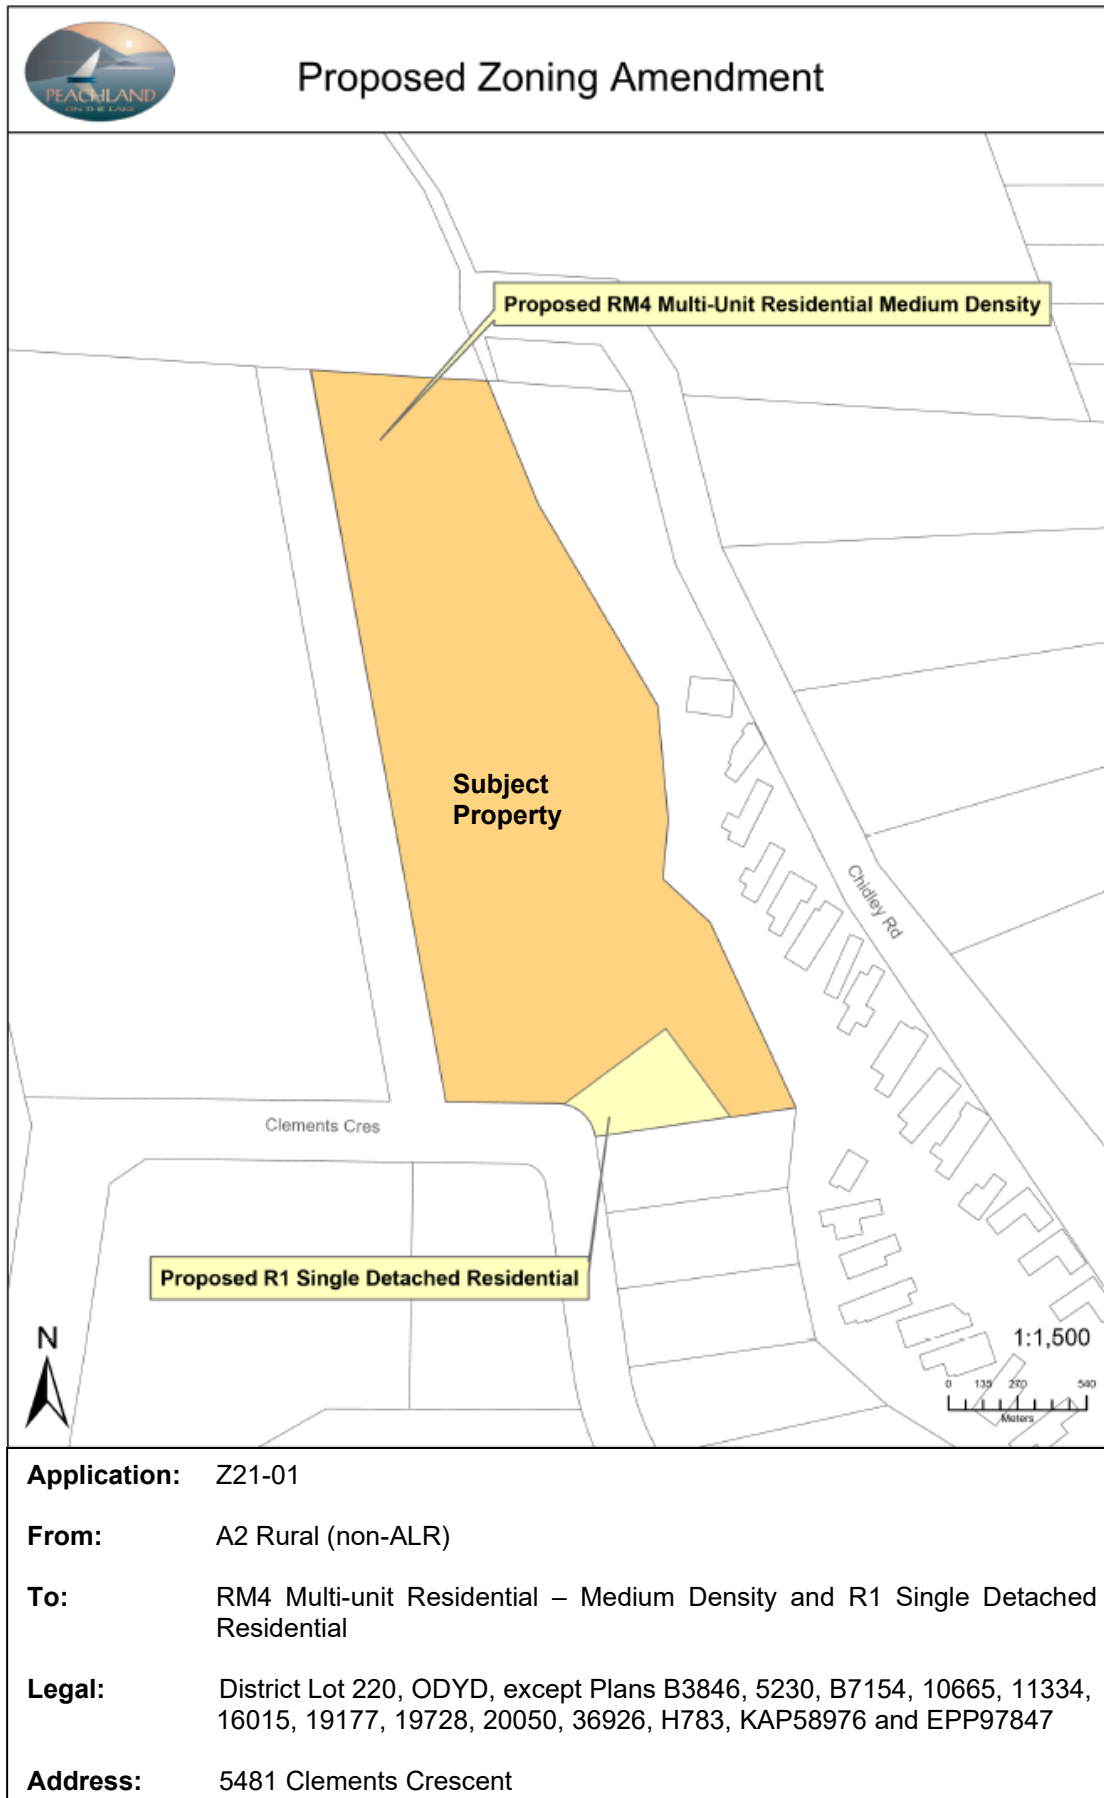 PEACHLAND
ON THE LAKE
Proposed Zoning Amendment
Proposed RM4 Multi-Unit Residential Medium Density
Subject
Property
Chidley Rd
Clements Cres
Proposed R1 Single Detached Residential
N
1:1,500
0 135 270 540
Meters
Application: Z21-01
From: A2 Rural (non-ALR)
To: RM4 Multi-unit Residential – Medium Density and R1 Single Detached
Residential
Legal: District Lot 220, ODYD, except Plans B3846, 5230, B7154, 10665, 11334,
16015, 19177, 19728, 20050, 36926, H783, KAP58976 and EPP97847
Address: 5481 Clements Crescent